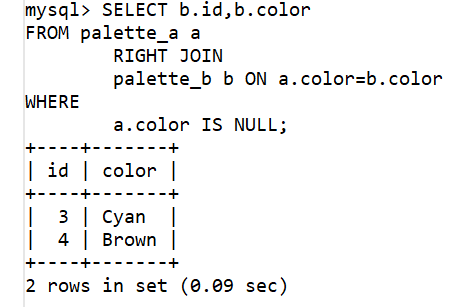 mysql> SELECT b.id,b.color
FROM palette_a a
        RIGHT JOIN
        palette_b b ON a.color=b.color
WHERE
        a.color IS NULL;
+----+-------+
| id | color |
+----+-------+
|  3 | Cyan  |
|  4 | Brown |
+----+-------+
2 rows in set (0.09 sec)